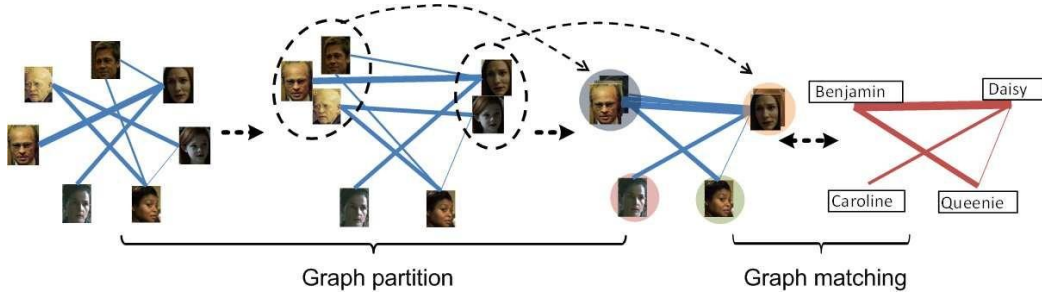 Benjamin
Daisy
Caroline
Queenie
Graph partition
Graph matching